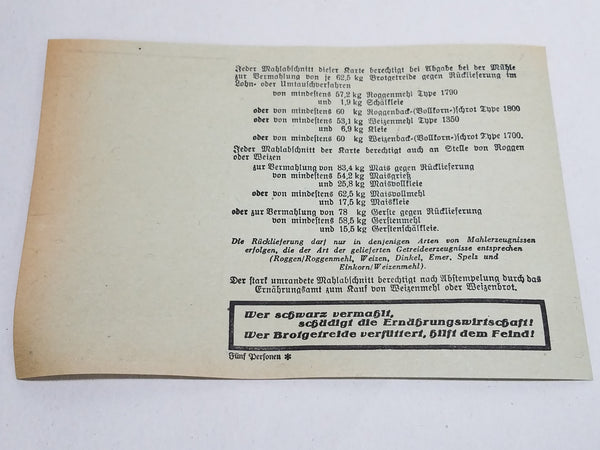 Jeder Mahlabschnitt dieser Karte berechtigt bei Abgabe bei der Mühle
zur Vermahlung von je 62,5 kg Brotgetreide gegen Rücklieferung im
Lohn- oder Umtauschverfahren
von mindestens 57,2 kg Roggenmehl Type 1790
und 1,9 kg Schälkleie
oder von mindestens 60 kg Roggenback-(Vollkorn-)schrot Type 1800
oder von mindestens 53,1 kg Weizenmehl Type 1350
und 6,9 kg Kleie
oder von mindestens 60 kg Weizenback-(Vollkorn-)schrot Type 1700.
Jeder Mahlabschnitt der Karte berechtigt auch an Stelle von Roggen
oder Weizen
zur Vermahlung von 83,4 kg Mais gegen Rücklieferung
von mindestens 54,2 kg Maisgrieß
und 25,8 kg Maisvollkleie
oder von mindestens 62,5 kg Maisvollmehl
und 17,5 kg Maiskleie
oder zur Vermahlung von 78 kg Gerste gegen Rücklieferung
von mindestens 58,5 kg Gerstenmehl
und 15,5 kg Gerstenschälkleie.
Die Rücklieferung darf nur in denjenigen Arten von Mahlerzeugnissen
erfolgen, die der Art der gelieferten Getreideerzeugnisse entsprechen
(Roggen/Roggenmehl, Weizen, Dinkel, Emer, Spelz und
Einkorn/Weizenmehl).
Der stark umrandete Mahlabschnitt berechtigt nach Abstempelung durch das
Ernährungsamt zum Kauf von Weizenmehl oder Weizenbrot.
Wer schwarz vermahlt,
schädigt die Ernährungswirtschaft!
Wer Brotgetreide verfüttert, hilft dem Feind!
Fünf Personen *